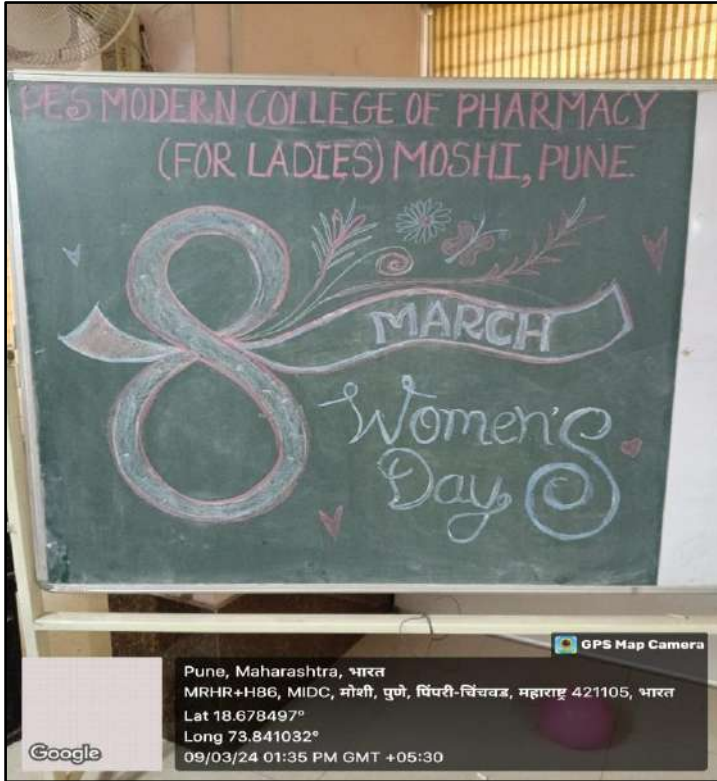 PES MODERN COLLEGE OF PHARMACY
(FOR LADIES) MOSHI, PUNE
8
MARCH
Women's
Day
GPS Map Camera
Pune, Maharashtra, भारत
MRHR+H86, MIDC, मोशी, पुणे, पिंपरी-चिंचवड, महाराष्ट्र 421105, भारत
Lat 18.678497°
Long 73.841032°
09/03/24 01:35 PM GMT +05:30
Google